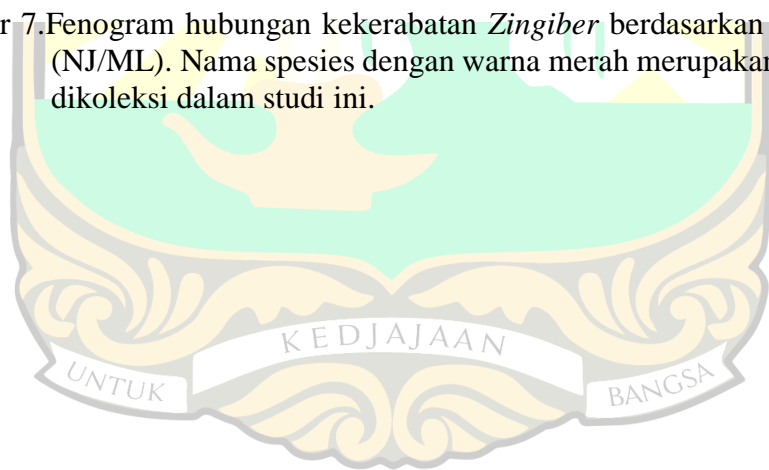 r 7.Fenogram hubungan kekerabatan Zingiber berdasarkan
(NJ/ML). Nama spesies dengan warna merah merupakan
dikoleksi dalam studi ini.
UNTUK KEDJAJAAN BANGSA